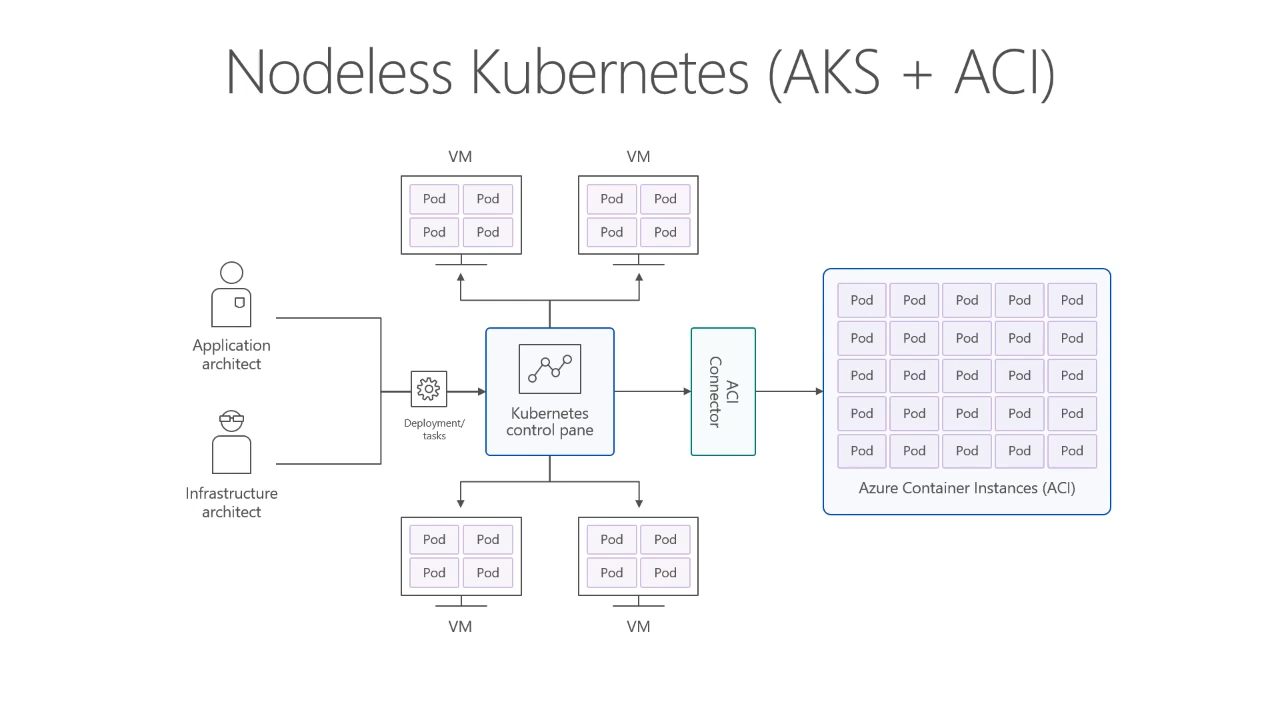 Nodeless Kubernetes (AKS + ACI)
VM
VM
Pod Pod
Pod Pod
Pod Pod
Pod Pod
Application
architect
Infrastructure
architect
Deployment/
tasks
Kubernetes
control pane
ACI
Connector
Pod Pod Pod Pod Pod
Pod Pod Pod Pod Pod
Pod Pod Pod Pod Pod
Pod Pod Pod Pod Pod
Pod Pod Pod Pod Pod
Azure Container Instances (ACI)
Pod Pod
Pod Pod
Pod Pod
Pod Pod
VM
VM